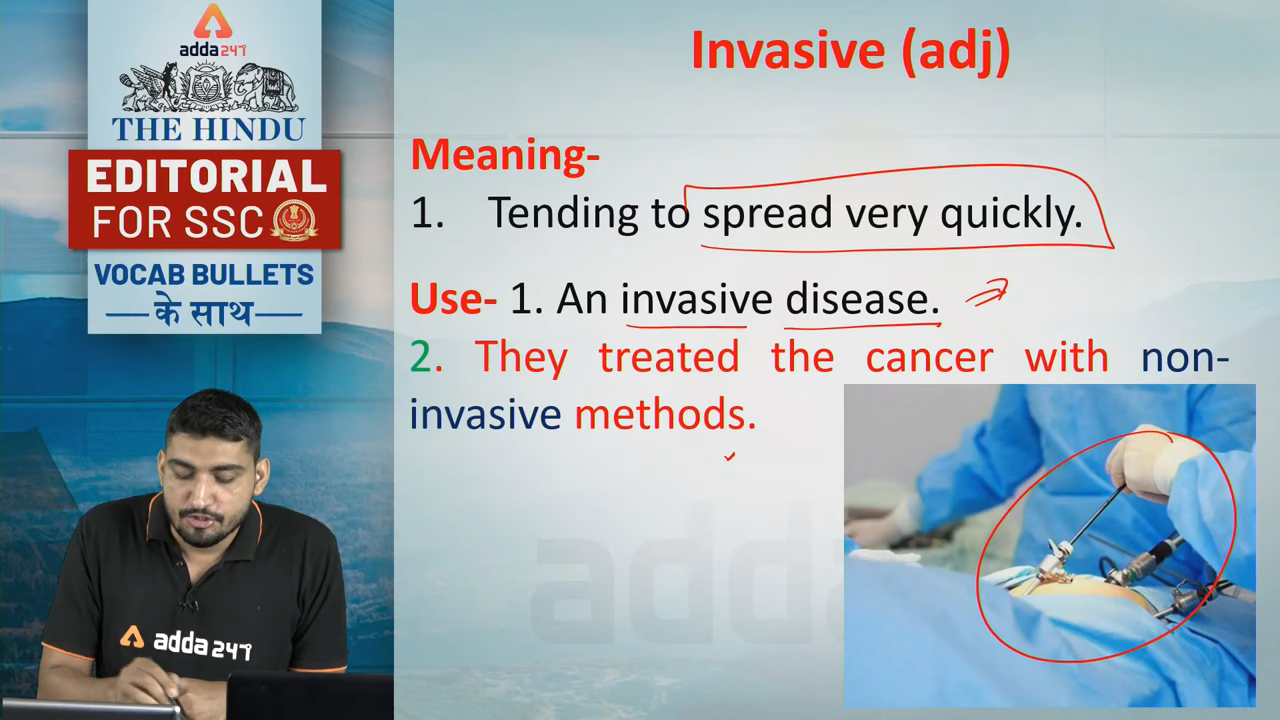 adda247
THE HINDU
EDITORIAL
FOR SSC
VOCAB BULLETS
के साथ
adda247
Invasive (adj)
Meaning-
1. Tending to spread very quickly.
Use- 1. An invasive disease.
2. They treated the cancer with non-
invasive methods.
adda